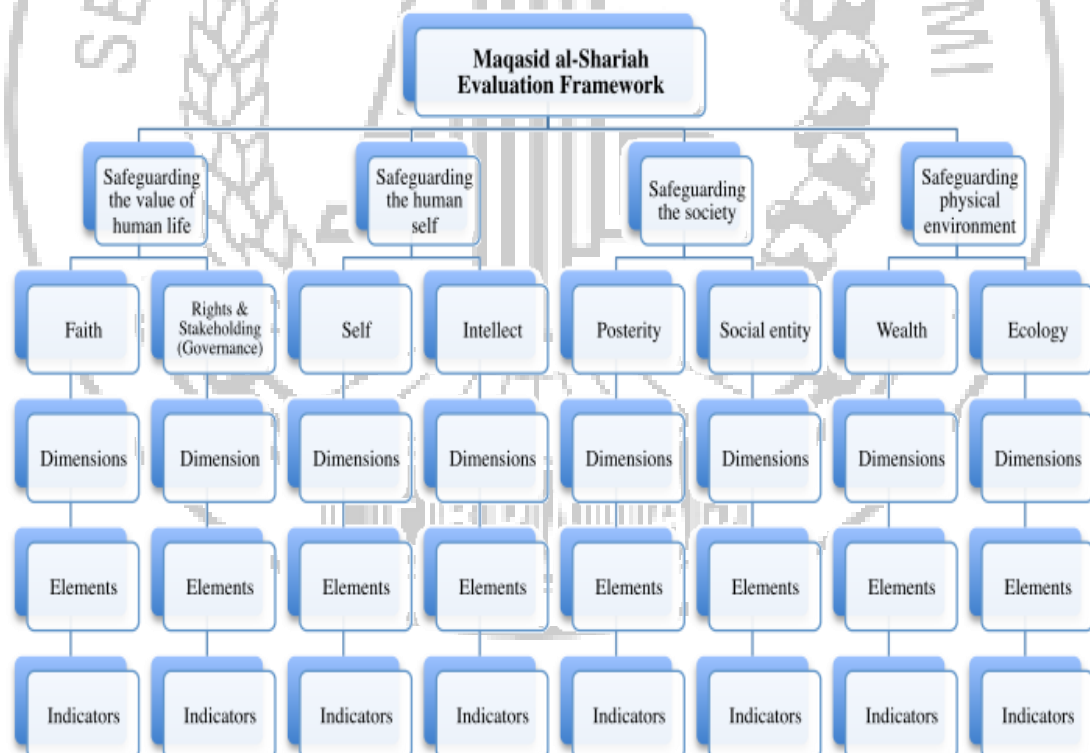 Maqasid al-Shariah
Evaluation Framework
Safeguarding
the value of
human life
Safeguarding
the human
self
Safeguarding
the society
Safeguarding
physical
environment
Faith
Rights &
Stakeholding
(Governance)
Self
Intellect
Posterity
Social entity
Wealth
Ecology
Dimensions
Dimension
Dimensions
Dimensions
Dimensions
Dimensions
Dimensions
Dimensions
Elements
Elements
Elements
Elements
Elements
Elements
Elements
Elements
Indicators
Indicators
Indicators
Indicators
Indicators
Indicators
Indicators
Indicators